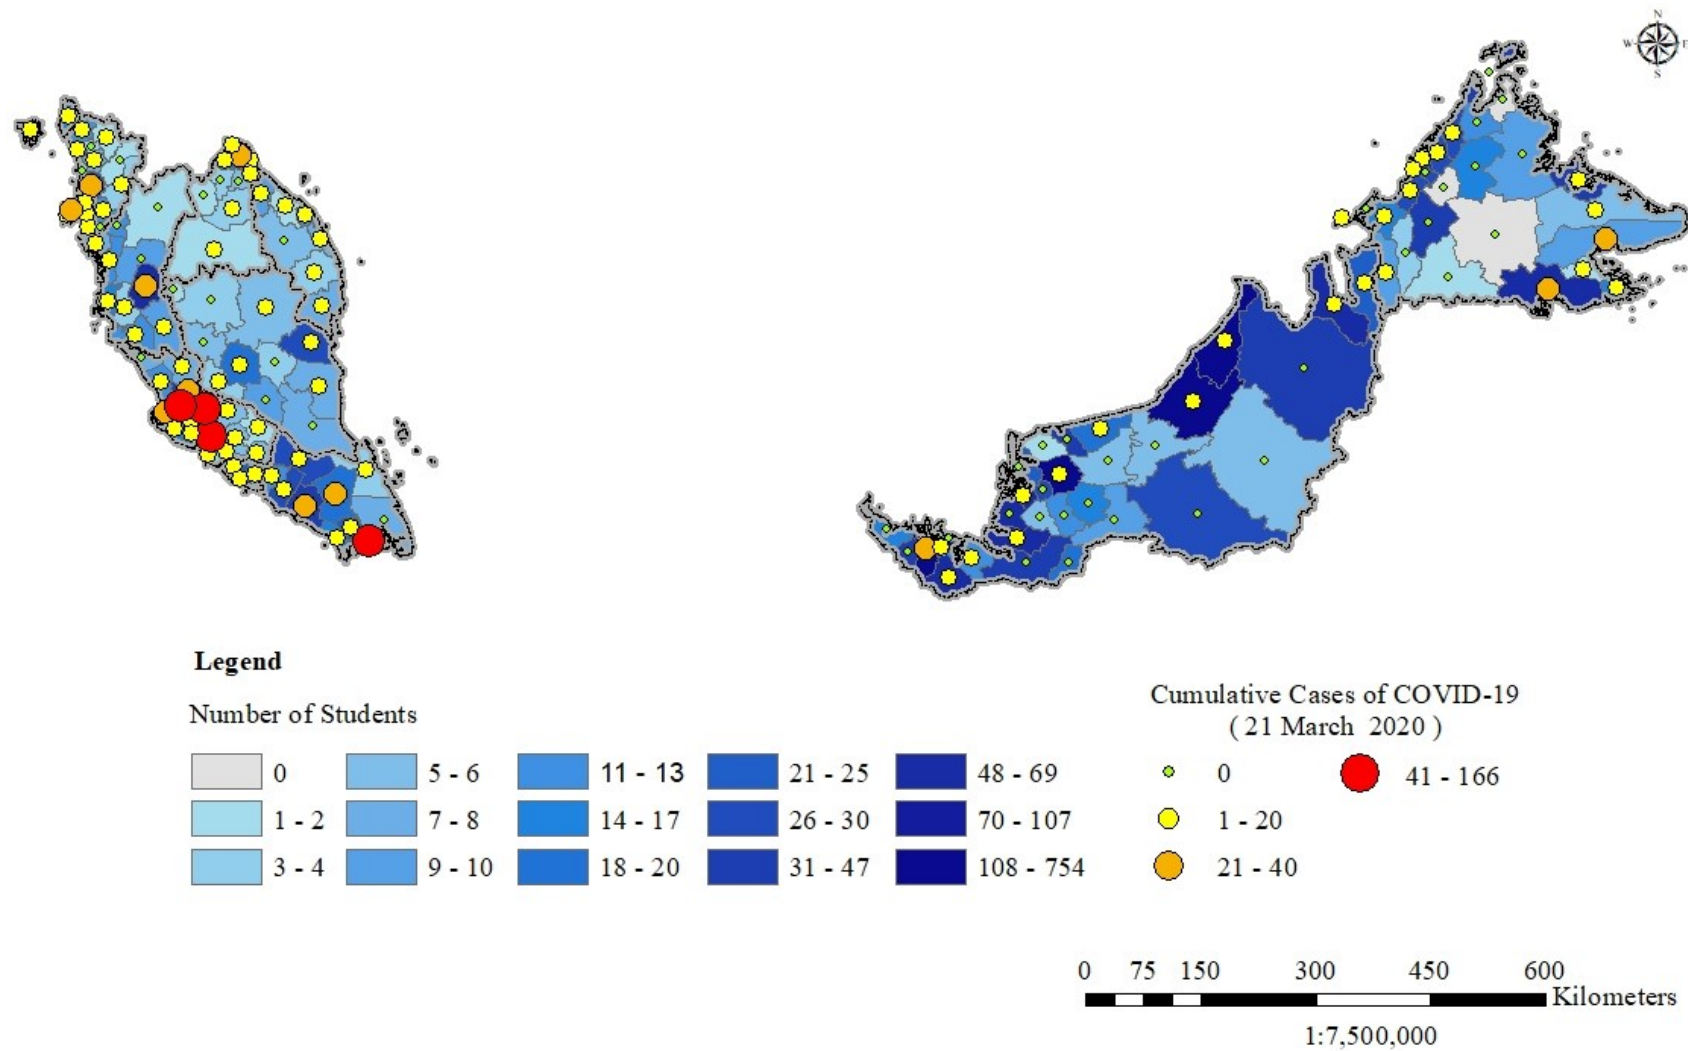 N
W E
S
Legend
Number of Students
0
1 - 2
3 - 4
5 - 6
7 - 8
9 - 10
11 - 13
14 - 17
18 - 20
21 - 25
26 - 30
31 - 47
48 - 69
70 - 107
108 - 754
Cumulative Cases of COVID-19
( 21 March 2020 )
0
1 - 20
21 - 40
41 - 166
0 75 150 300 450 600
Kilometers
1:7,500,000